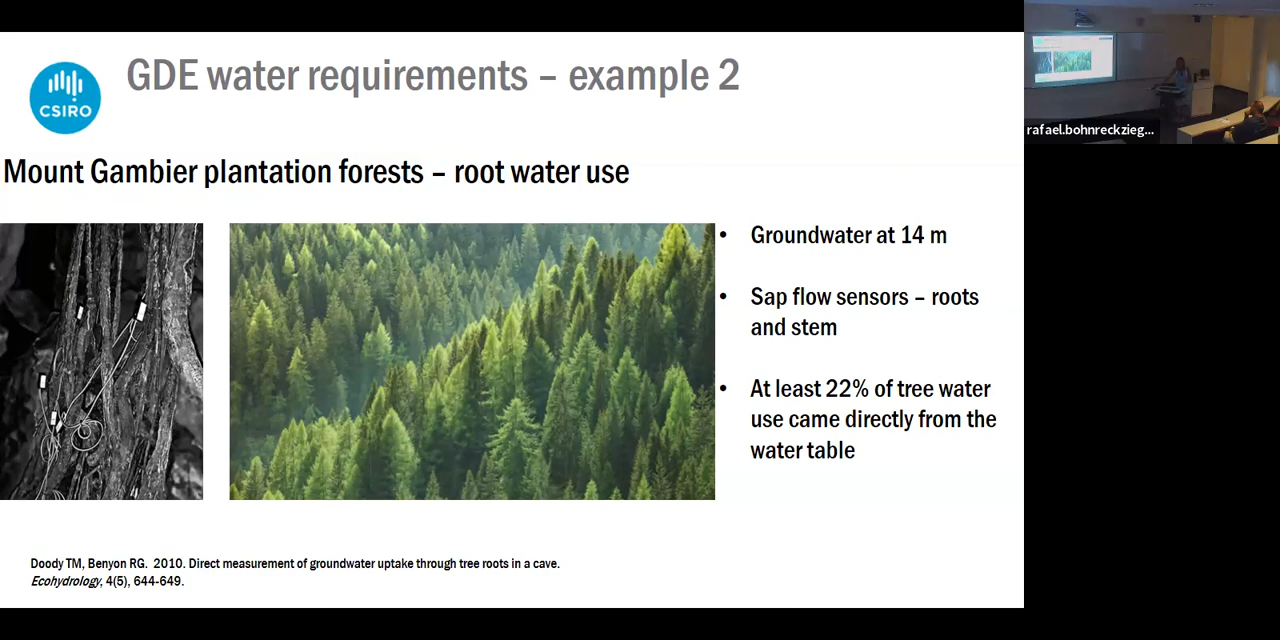 GDE water requirements – example 2
CSIRO
Mount Gambier plantation forests – root water use
• Groundwater at 14 m
• Sap flow sensors – roots
and stem
• At least 22% of tree water
use came directly from the
water table
Doody TM, Benyon RG. 2010. Direct measurement of groundwater uptake through tree roots in a cave.
Ecohydrology, 4(5), 644-649.
rafael.bohnreckzieg...